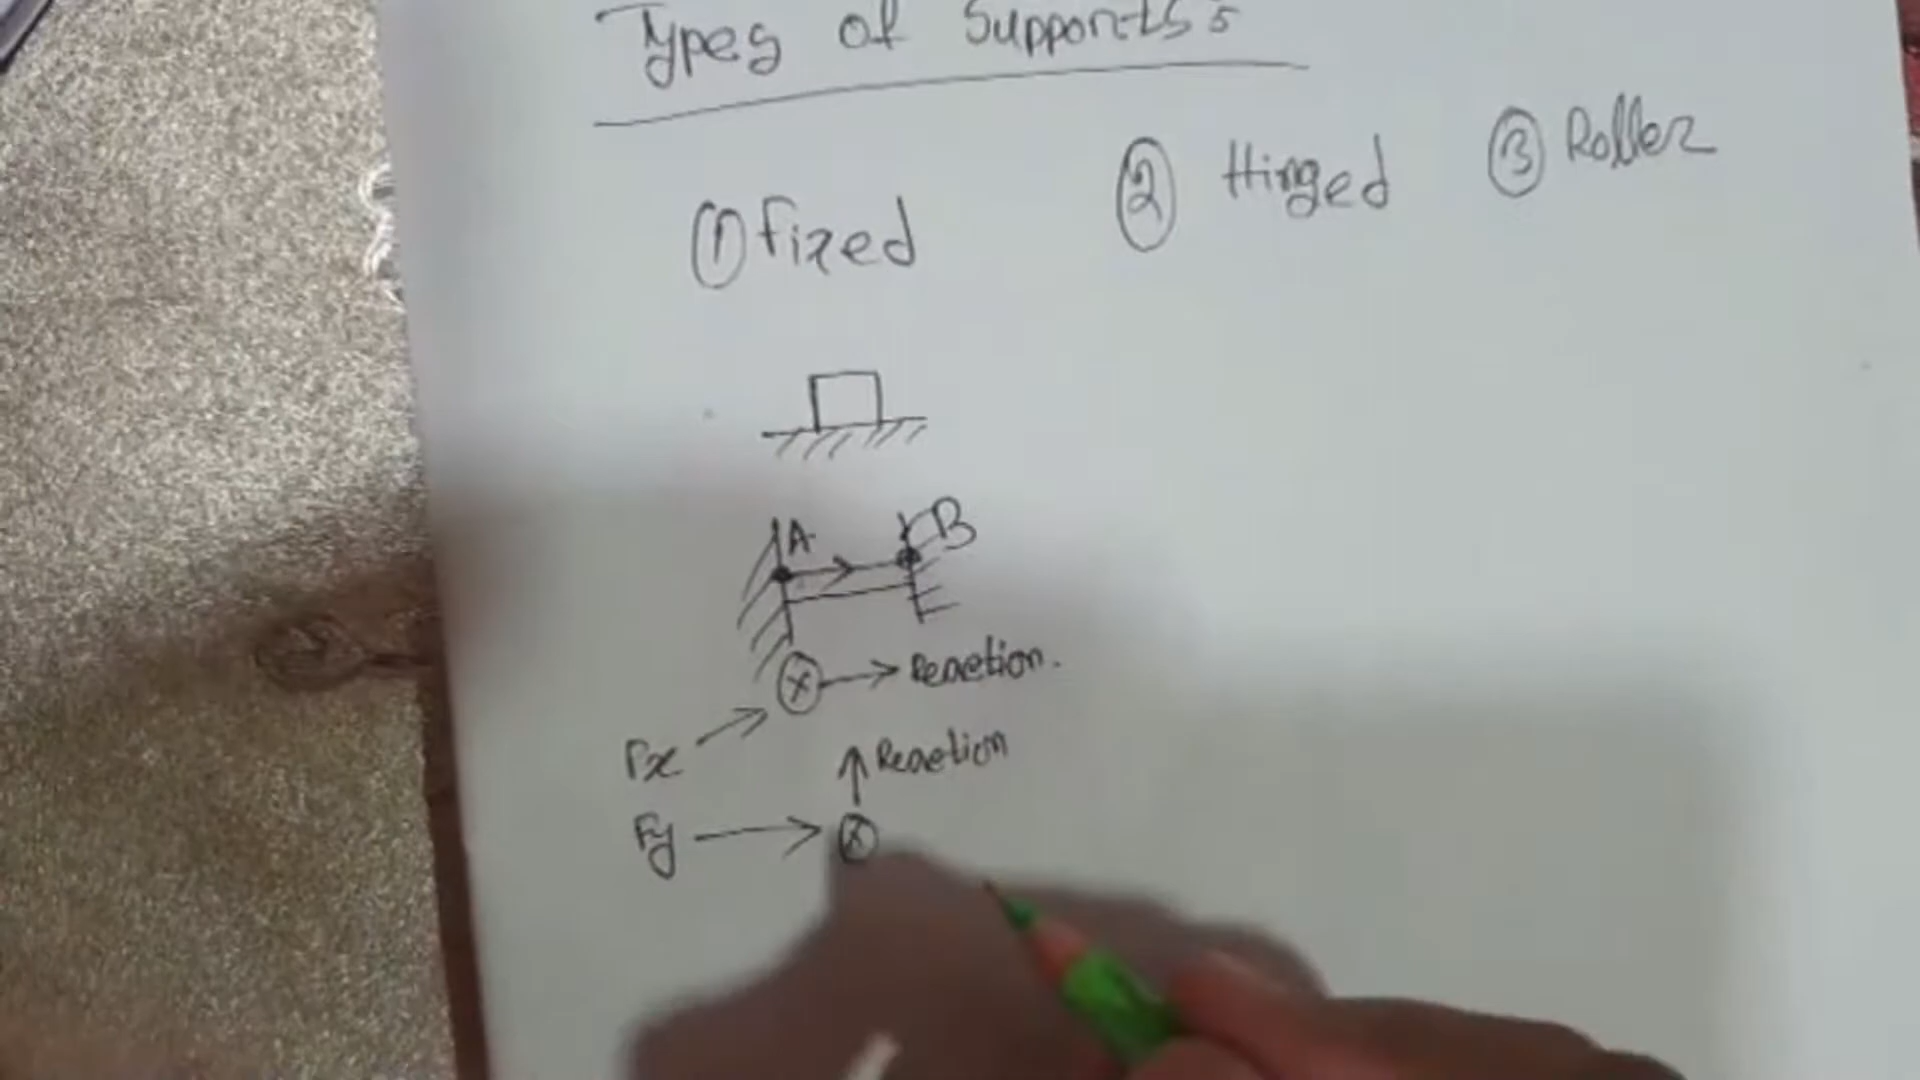 Types of Supports:
① fixed ② Hinged ③ Roller
A B
X → Reaction.
Fx →
↑ Reaction
Fy → X